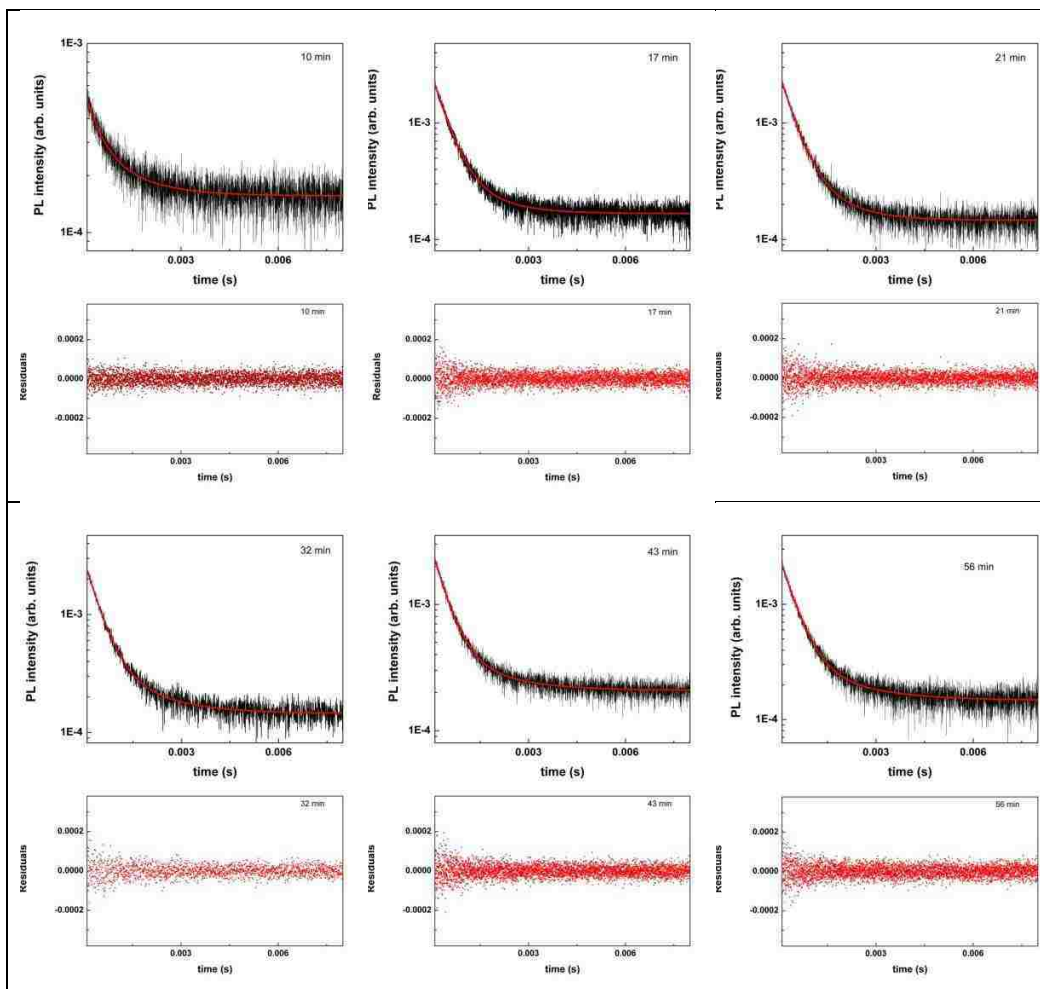 1E-3
10 min
PL intensity (arb. units)
1E-4
0.003
0.006
time (s)
17 min
PL intensity (arb. units)
1E-3
1E-4
0.003
0.006
time (s)
21 min
PL intensity (arb. units)
1E-3
1E-4
0.003
0.006
time (s)
10 min
Residuals
0.0002
0.0000
-0.0002
0.003
0.006
time (s)
17 min
Residuals
0.0002
0.0000
-0.0002
0.003
0.006
time (s)
21 min
Residuals
0.0002
0.0000
-0.0002
0.003
0.006
time (s)
32 min
PL intensity (arb. units)
1E-3
1E-4
0.003
0.006
time (s)
43 min
PL intensity (arb. units)
1E-3
1E-4
0.003
0.006
time (s)
56 min
PL intensity (arb. units)
1E-3
1E-4
0.003
0.006
time (s)
32 min
Residuals
0.0002
0.0000
-0.0002
0.003
0.006
time (s)
43 min
Residuals
0.0002
0.0000
-0.0002
0.003
0.006
time (s)
56 min
Residuals
0.0002
0.0000
-0.0002
0.003
0.006
time (s)